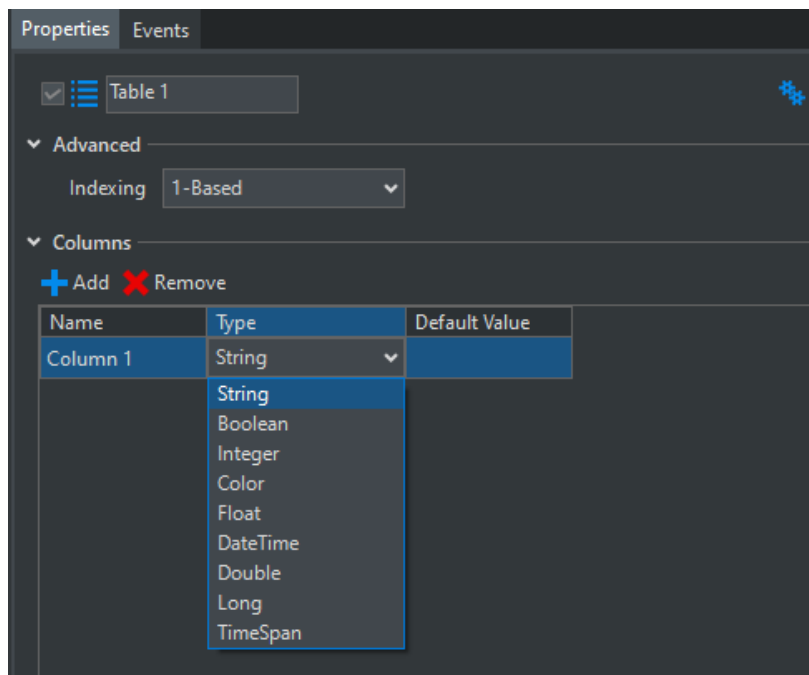 Properties Events
Table 1
Advanced
Indexing 1-Based
Columns
Add Remove
Name Type Default Value
Column 1 String
String
Boolean
Integer
Color
Float
DateTime
Double
Long
TimeSpan